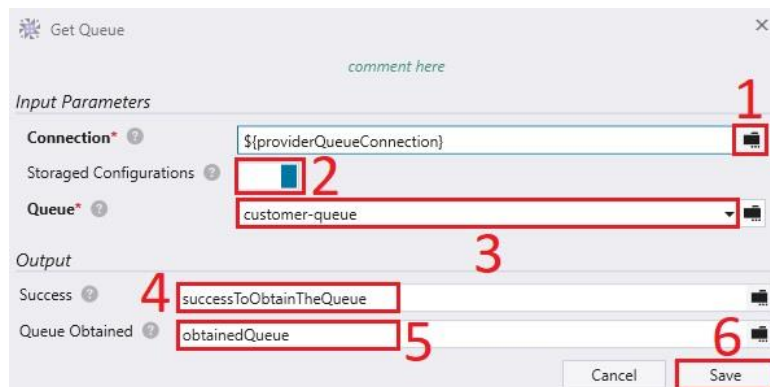 Get Queue
comment here
Input Parameters
1
Connection* ? ${providerQueueConnection}
Storaged Configurations ? 2
Queue* ? customer-queue
3
Output
Success ? 4 successToObtainTheQueue
Queue Obtained ? obtainedQueue 5
6
Cancel Save